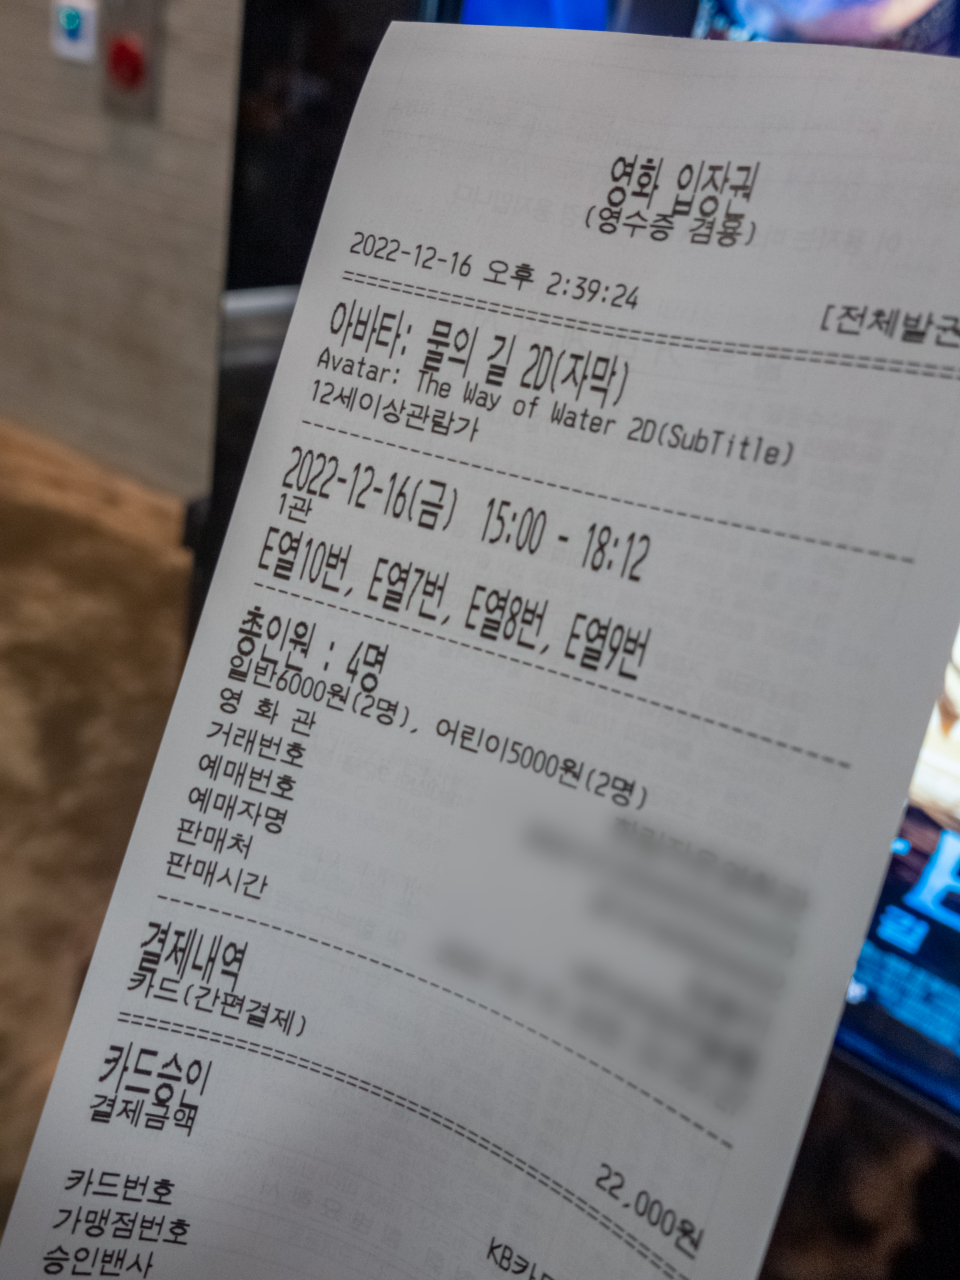 영화 입장권
(영수증 겸용)
2022-12-16 오후 2:39:24
[전체발권
아바타: 물의 길 2D(자막)
Avatar: The Way of Water 2D(SubTitle)
12세이상관람가
2022-12-16(금) 15:00 - 18:12
1관
E열10번, E열7번, E열8번, E열9번
총인원 : 4명
일반6000원(2명), 어린이5000원(2명)
영 화 관
거래번호
예매번호
예매자명
판매처
판매시간
결제내역
카드(간편결제)
22,000원
카드승인
결제금액
카드번호
가맹점번호
KB카드
승인밴사